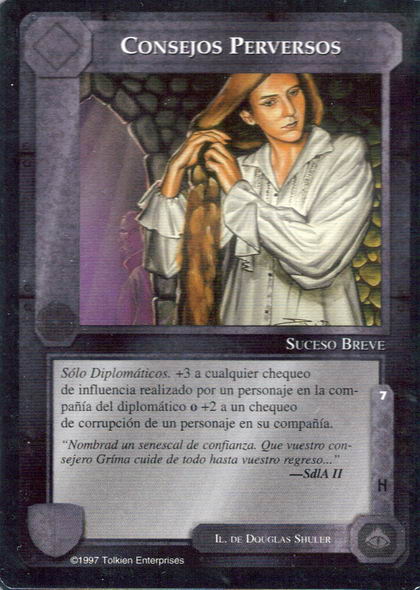 CONSEJOS PERVERSOS
SUCESO BREVE
Sólo Diplomáticos. +3 a cualquier chequeo
de influencia realizado por un personaje en la com-
pañía del diplomático o +2 a un chequeo
de corrupción de un personaje en su compañía.
“Nombrad un senescal de confianza. Que vuestro con-
sejero Gríma cuide de todo hasta vuestro regreso...”
—SdlA II
7
H
IL. DE DOUGLAS SHULER
©1997 Tolkien Enterprises